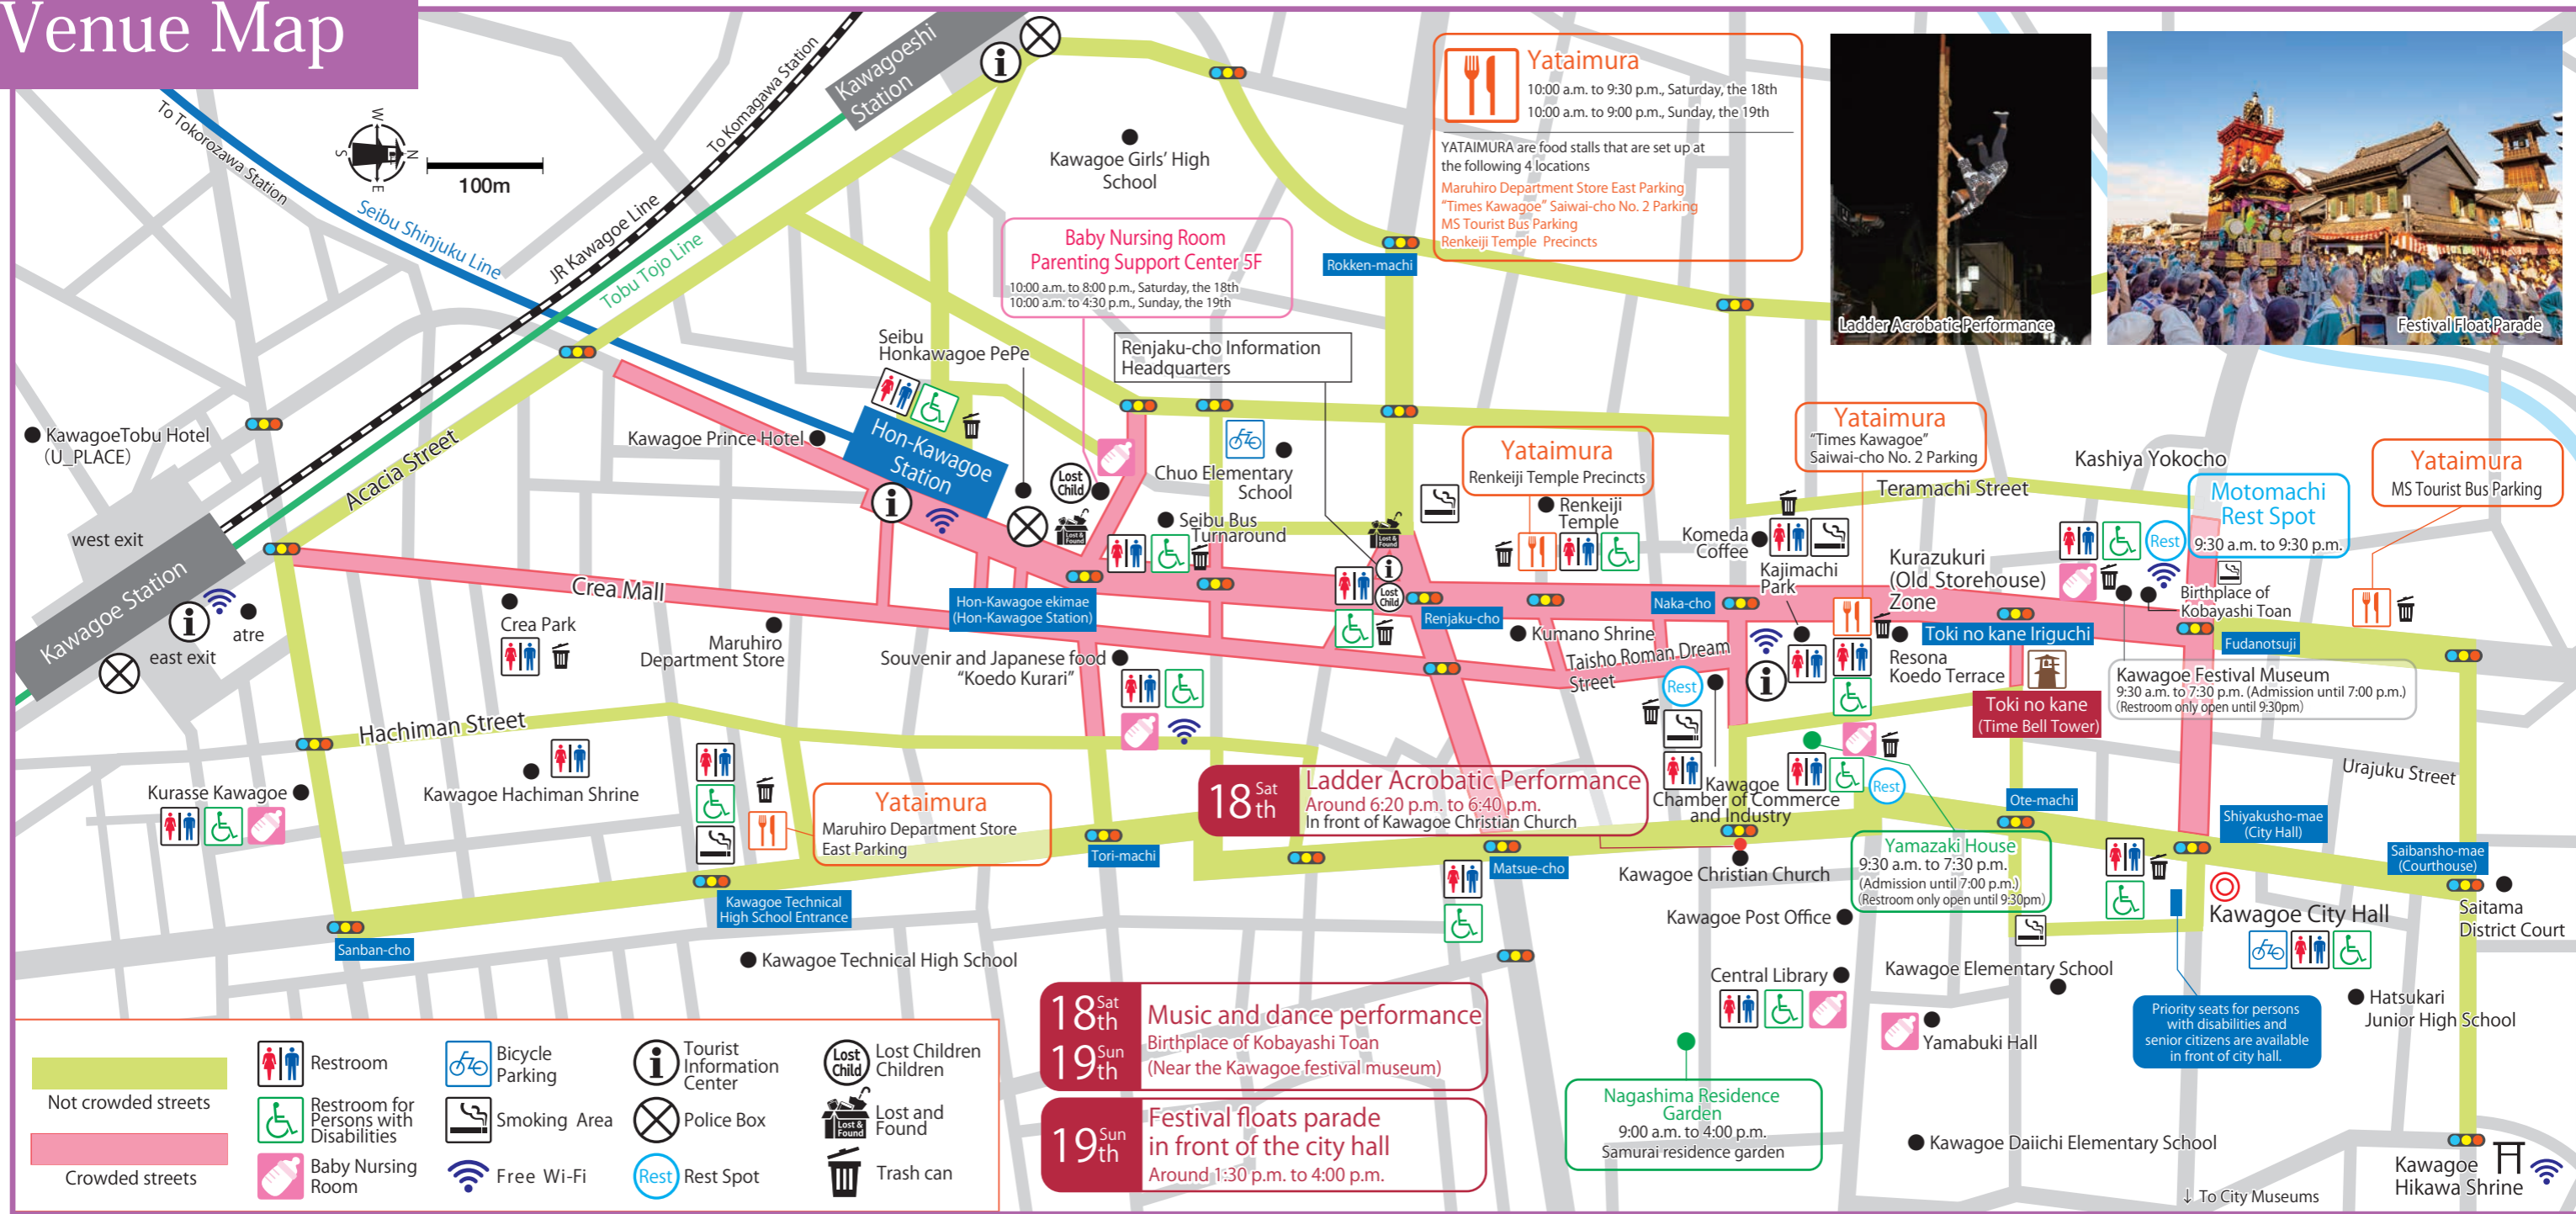 Venue Map
Kawagoeshi
Station
To Komagawa Station
To Tokorozawa Station
W
S
N
E
100m
Seibu Shinjuku Line
JR Kawagoe Line
Tobu Tojo Line
Kawagoe Girls' High
School
Yataimura
10:00 a.m. to 9:30 p.m., Saturday, the 18th
10:00 a.m. to 9:00 p.m., Sunday, the 19th
YATAIMURA are food stalls that are set up at
the following 4 locations
Maruhiro Department Store East Parking
"Times Kawagoe" Saiwai-cho No. 2 Parking
MS Tourist Bus Parking
Renkeiji Temple Precincts
Ladder Acrobatic Performance
Festival Float Parade
Baby Nursing Room
Parenting Support Center 5F
10:00 a.m. to 8:00 p.m., Saturday, the 18th
10:00 a.m. to 4:30 p.m., Sunday, the 19th
Rokken-machi
Seibu
Honkawagoe PePe
Renjaku-cho Information
Headquarters
KawagoeTobu Hotel
(U_PLACE)
Acacia Street
Kawagoe Prince Hotel
Hon-Kawagoe
Station
Lost
Child
Lost &
Found
Chuo Elementary
School
Seibu Bus
Turnaround
Lost &
Found
Lost
Child
Yataimura
Renkeiji Temple Precincts
Renkeiji
Temple
Yataimura
"Times Kawagoe"
Saiwai-cho No. 2 Parking
Komeda
Coffee
Kajimachi
Park
Kashiya Yokocho
Teramachi Street
Motomachi
Rest Spot
9:30 a.m. to 9:30 p.m.
Rest
Yataimura
MS Tourist Bus Parking
Kurazukuri
(Old Storehouse)
Zone
Birthplace of
Kobayashi Toan
west exit
Kawagoe Station
atre
east exit
Crea Mall
Crea Park
Maruhiro
Department Store
Hon-Kawagoe ekimae
(Hon-Kawagoe Station)
Souvenir and Japanese food
"Koedo Kurari"
Renjaku-cho
Kumano Shrine
Naka-cho
Taisho Roman Dream
Street
Rest
Toki no kane Iriguchi
Resona
Koedo Terrace
Toki no kane
(Time Bell Tower)
Fudanotsuji
Kawagoe Festival Museum
9:30 a.m. to 7:30 p.m. (Admission until 7:00 p.m.)
(Restroom only open until 9:30pm)
Hachiman Street
Kurasse Kawagoe
Kawagoe Hachiman Shrine
Yataimura
Maruhiro Department Store
East Parking
Tori-machi
18th Sat
Ladder Acrobatic Performance
Around 6:20 p.m. to 6:40 p.m.
In front of Kawagoe Christian Church
Kawagoe
Chamber of Commerce
and Industry
Rest
Urajuku Street
Ote-machi
Shiyakusho-mae
(City Hall)
Saibansho-mae
(Courthouse)
Matsue-cho
Kawagoe Christian Church
Yamazaki House
9:30 a.m. to 7:30 p.m.
(Admission until 7:00 p.m.)
(Restroom only open until 9:30pm)
Kawagoe Technical
High School Entrance
Sanban-cho
Kawagoe Technical High School
Kawagoe Post Office
Kawagoe City Hall
Saitama
District Court
Central Library
Kawagoe Elementary School
Yamabuki Hall
Hatsukari
Junior High School
Priority seats for persons
with disabilities and
senior citizens are available
in front of city hall.
18th Sat
19th Sun
Music and dance performance
Birthplace of Kobayashi Toan
(Near the Kawagoe festival museum)
19th Sun
Festival floats parade
in front of the city hall
Around 1:30 p.m. to 4:00 p.m.
Nagashima Residence
Garden
9:00 a.m. to 4:00 p.m.
Samurai residence garden
Kawagoe Daiichi Elementary School
Kawagoe
Hikawa Shrine
↓ To City Museums
Not crowded streets
Crowded streets
Restroom
Restroom for
Persons with
Disabilities
Baby Nursing
Room
Bicycle
Parking
Smoking Area
Free Wi-Fi
Tourist
Information
Center
Police Box
Rest
Rest Spot
Lost
Child
Lost Children
Children
Lost &
Found
Lost and
Found
Trash can